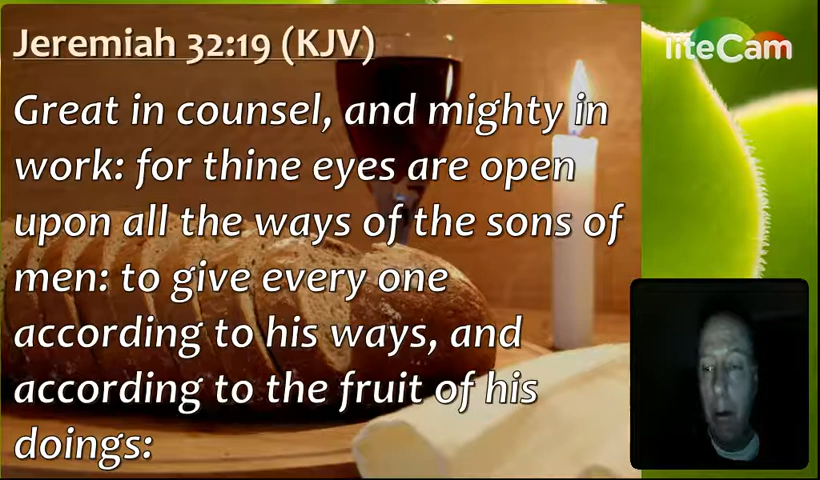 Jeremiah 32:19 (KJV)
liteCam
Great in counsel, and mighty in
work: for thine eyes are open
upon all the ways of the sons of
men: to give every one
according to his ways, and
according to the fruit of his
doings: